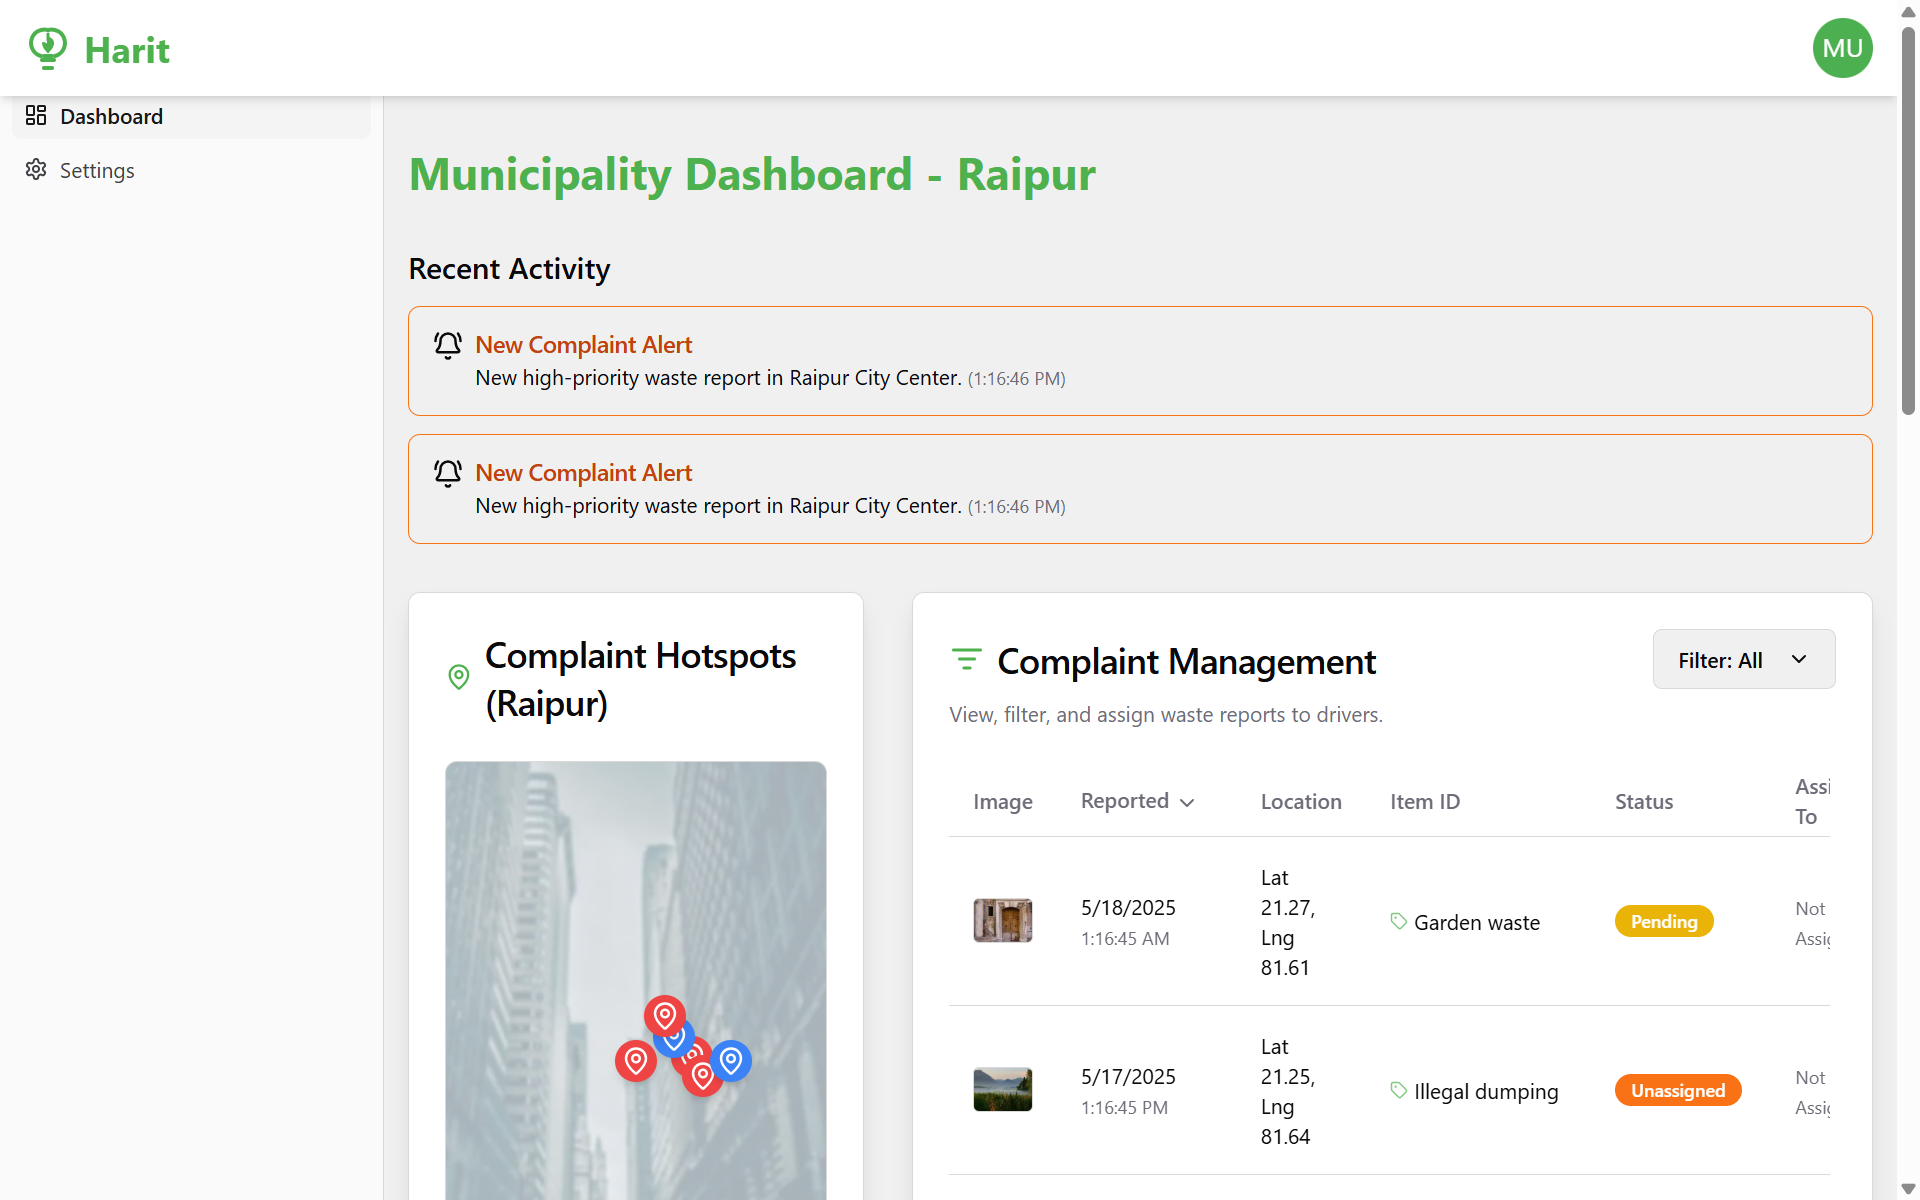 Harit
MU
Dashboard
Settings
Municipality Dashboard - Raipur
Recent Activity
New Complaint Alert
New high-priority waste report in Raipur City Center. (1:16:46 PM)
New Complaint Alert
New high-priority waste report in Raipur City Center. (1:16:46 PM)
Complaint Hotspots
(Raipur)
Complaint Management
Filter: All
View, filter, and assign waste reports to drivers.
Image Reported Location Item ID Status
To
Lat
21.27,
Lng
81.61
5/18/2025
1:16:45 AM
Garden waste
Pending
Not
Lat
21.25,
Lng
81.64
5/17/2025
1:16:45 PM
Illegal dumping
Unassigned
Not